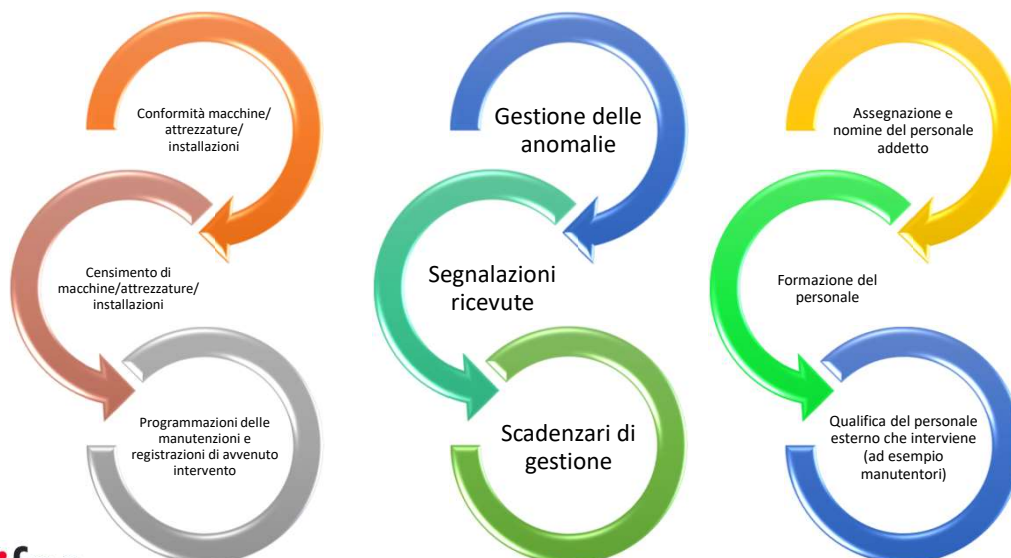 Conformità macchine/
attrezzature/
installazioni
Censimento di
macchine/attrezzature/
installazioni
Programmazioni delle
manutenzioni e
registrazioni di avvenuto
intervento
Gestione delle
anomalie
Segnalazioni
ricevute
Scadenzari di
gestione
Assegnazione e
nomine del personale
addetto
Formazione del
personale
Qualifica del personale
esterno che interviene
(ad esempio
manutentori)